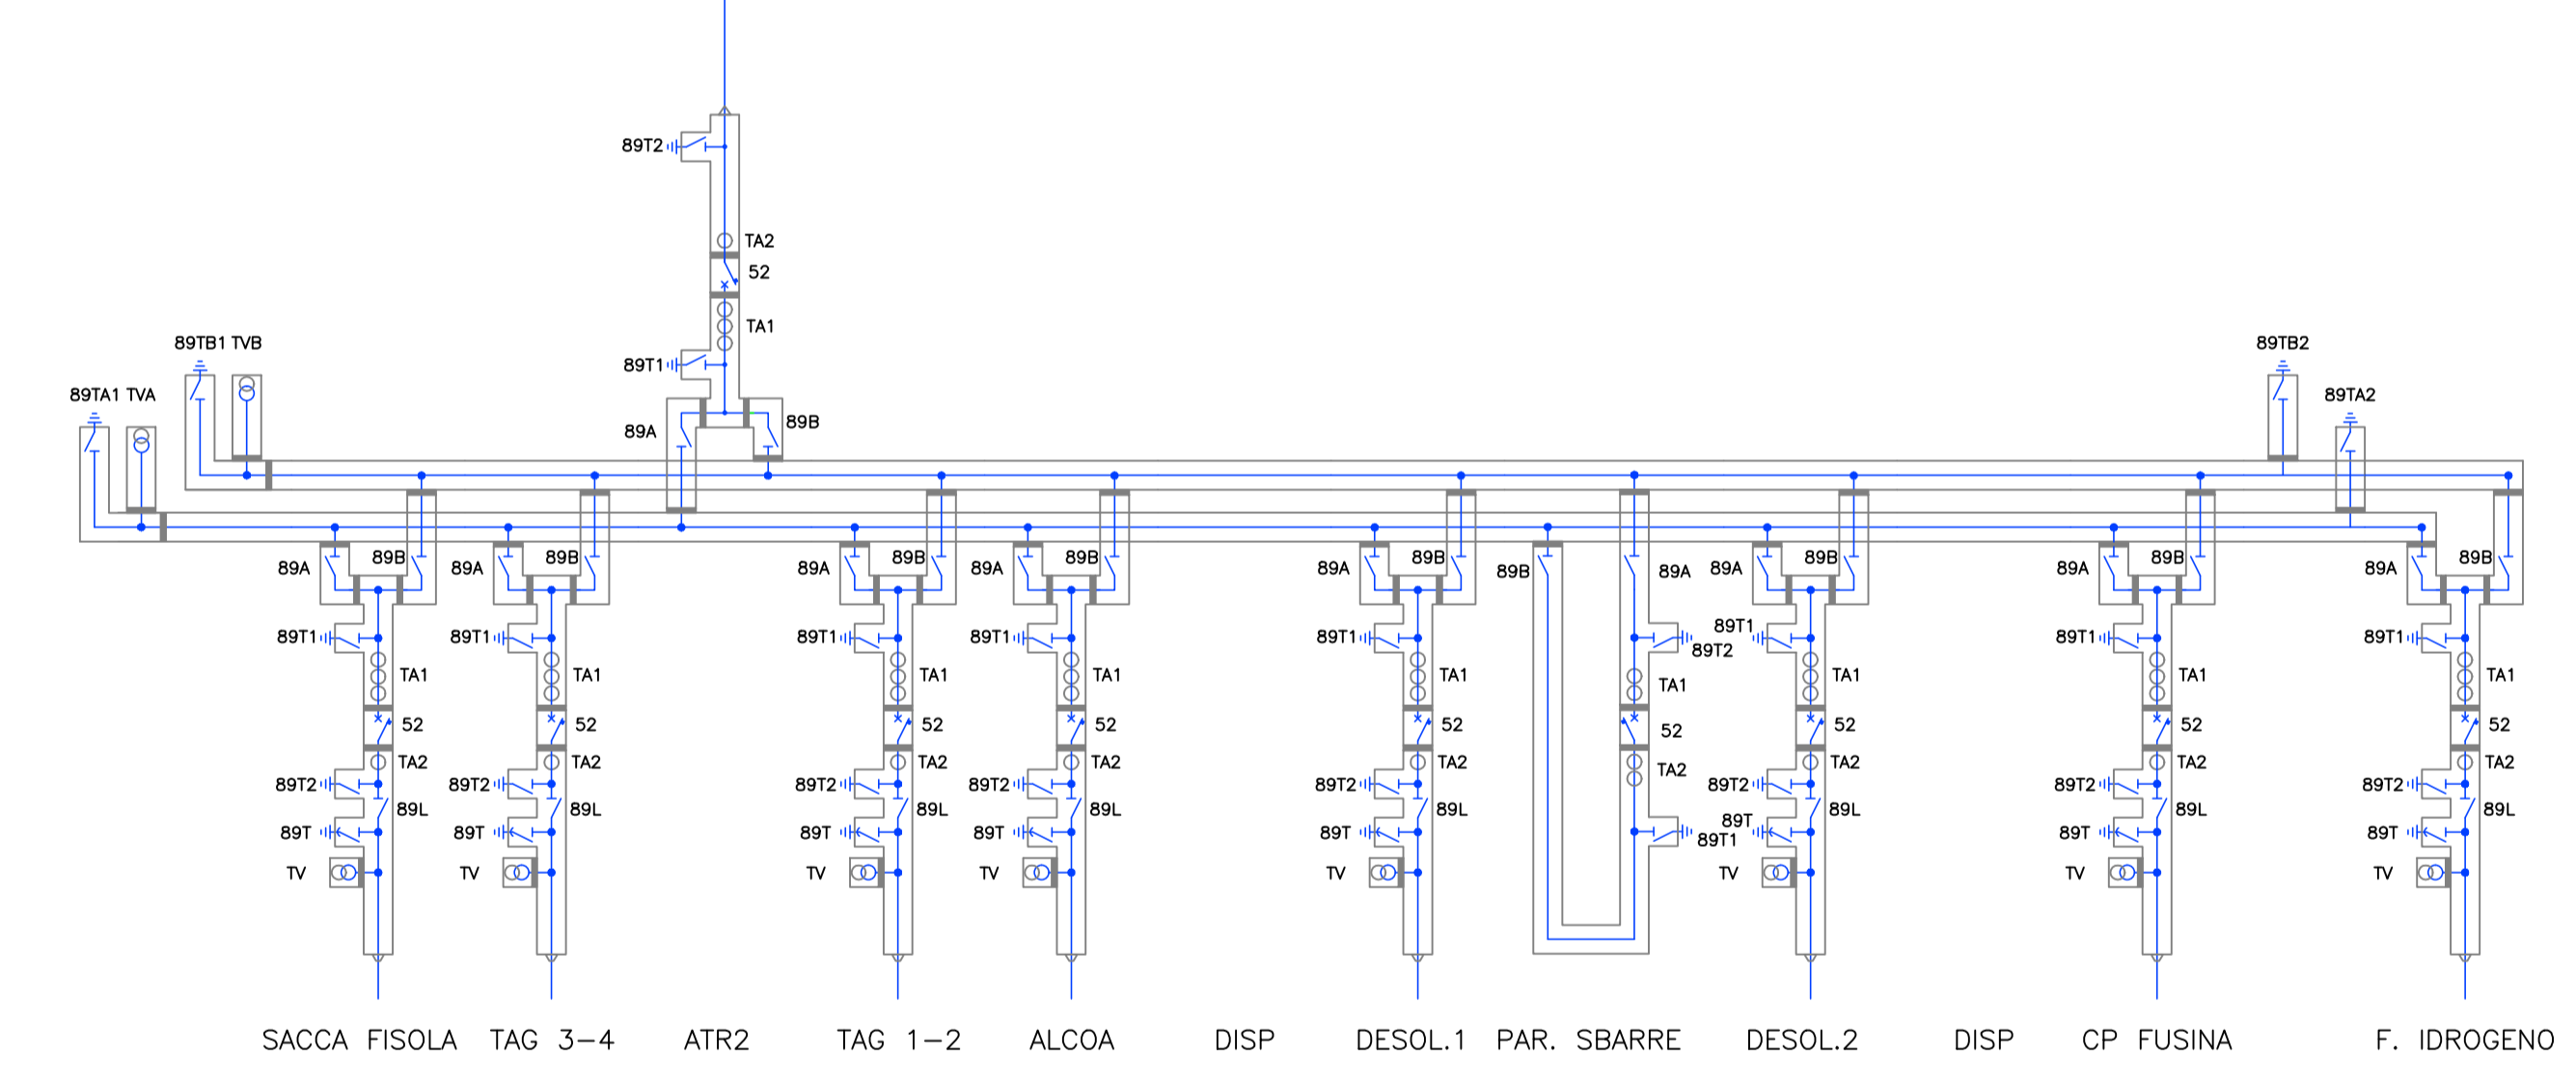 89T2
TA2
52
TA1
89T1
89TB1 TVB
89TB2
89TA1 TVA
89TA2
89A
89B
89A 89B 89A 89B 89A 89B 89A 89B 89A 89B 89B 89A 89A 89B 89A 89B 89A 89B
89T1 89T1 89T1 89T1 89T1 89T2 89T1 89T1 89T1
TA1 TA1 TA1 TA1 TA1 TA1 TA1 TA1 TA1
52 52 52 52 52 52 52 52 52
TA2 TA2 TA2 TA2 TA2 TA2 TA2 TA2 TA2
89T2 89T2 89T2 89T2 89T2 89T2 89T2 89T2
89L 89L 89L 89L 89L 89L 89L 89L
89T 89T 89T 89T 89T 89T1 89T 89T 89T
TV TV TV TV TV TV TV TV
SACCA FISOLA TAG 3-4 ATR2 TAG 1-2 ALCOA DISP DESOL.1 PAR. SBARRE DESOL.2 DISP CP FUSINA F. IDROGENO